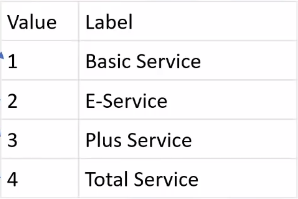 Value Label
1 Basic Service
2 E-Service
3 Plus Service
4 Total Service